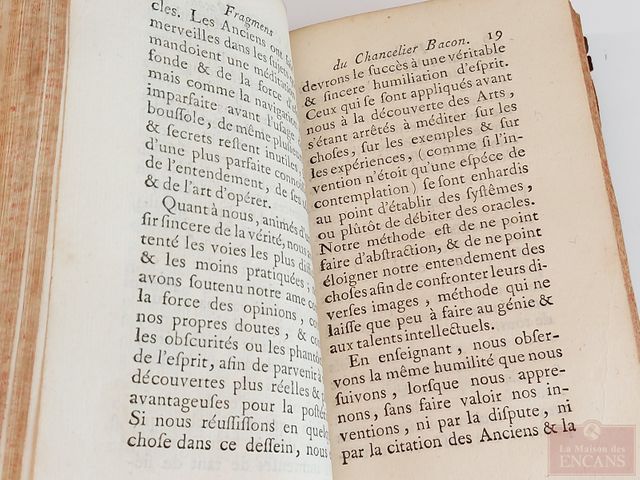 Fragmens
cles. Les Anciens ont
merveilles dans les
mandoient une
fonde & de la force
mais comme la
imparfaite avant l'usage
boussole, de même
& secrets restent
d'une plus parfaite
de l'entendement, de
& de l'art d'opérer.
Quant à nous, animés
sir sincere de la vérité, nous
tenté les voies les plus
& les moins pratiquées,
avons soutenu notre ame
la force des opinions,
nos propres doutes, &
les obscurités ou les
de l'esprit, afin de parvenir à
découvertes plus réelles &
avantageuses pour la
Si nous réussissons en
chose dans ce dessein, nous
du Chancelier Bacon. 19
devrons le succès à une véritable
& sincere humiliation d'esprit.
Ceux qui se sont appliqués avant
nous à la découverte des Arts,
s'étant arrêtés à méditer sur les
choses, sur les exemples & sur
les expériences, (comme si l'in-
vention n'étoit qu'une espéce de
contemplation) se sont enhardis
au point d'établir des systêmes,
ou plûtôt de débiter des oracles.
Notre méthode est de ne point
faire d'abstraction, & de ne point
éloigner notre entendement des
choses afin de confronter leurs di-
verses images, méthode qui ne
laisse que peu à faire au génie &
aux talents intellectuels.
En enseignant, nous obser-
vons la même humilité que nous
suivons, lorsque nous appre-
nons, sans faire valoir nos in-
ventions, ni par la dispute, ni
par la citation des Anciens & la
La Maison des
ENCANS